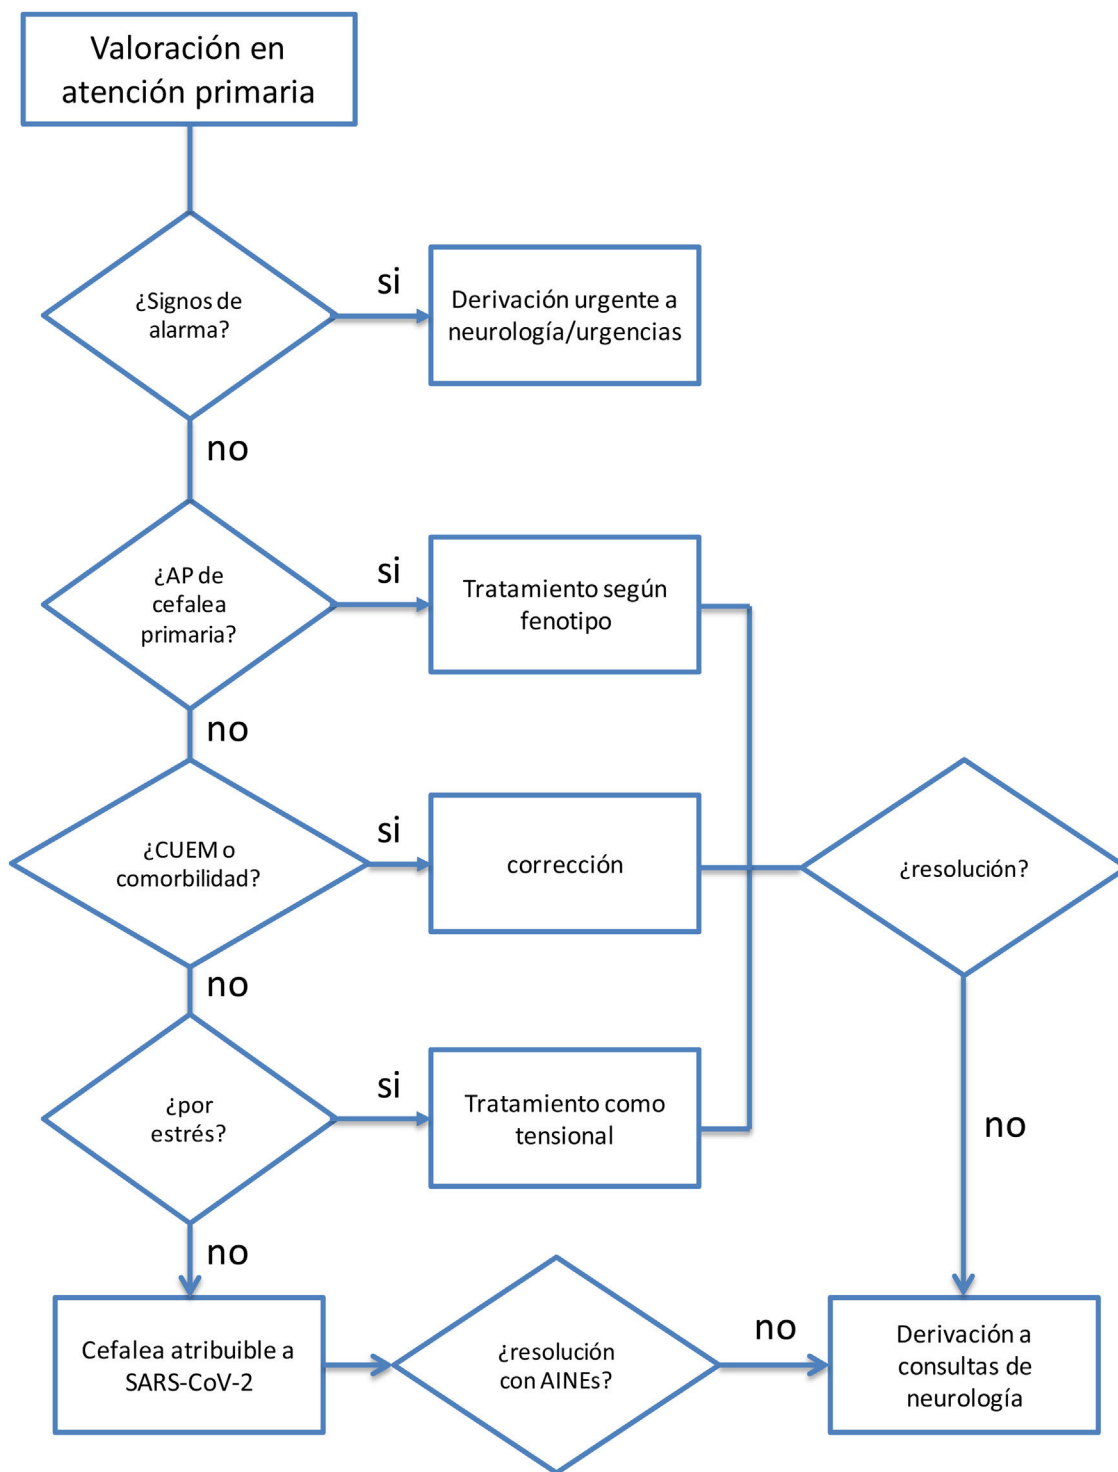 Valoración en
atención primaria
¿Signos de
alarma?
si
Derivación urgente a
neurología/urgencias
no
¿AP de
cefalea
primaria?
si
Tratamiento según
fenotipo
no
¿CUEM o
comorbilidad?
si
corrección
¿resolución?
no
¿por
estrés?
si
Tratamiento como
tensional
no
no
Cefalea atribuible a
SARS-CoV-2
¿resolución
con AINEs?
no
Derivación a
consultas de
neurología